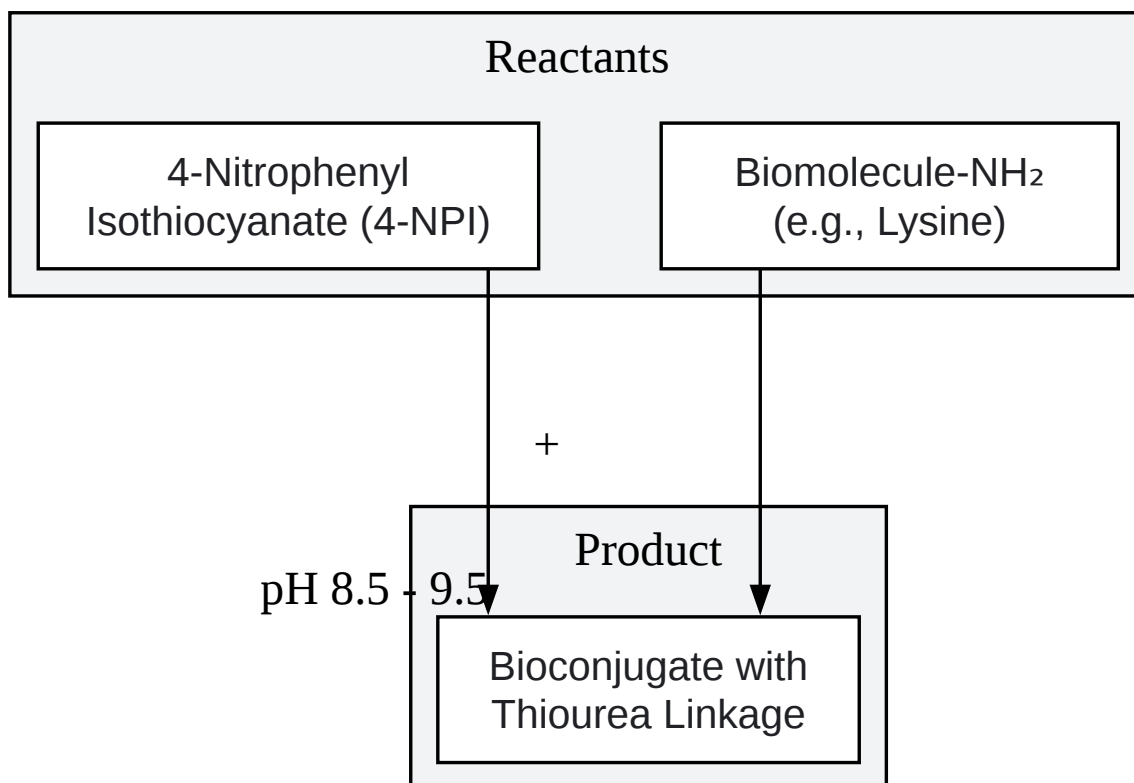 Reactants
4-Nitrophenyl
Isothiocyanate (4-NPI)
Biomolecule-NH₂
(e.g., Lysine)
+
Product
pH 8.5 - 9.5
Bioconjugate with
Thiourea Linkage